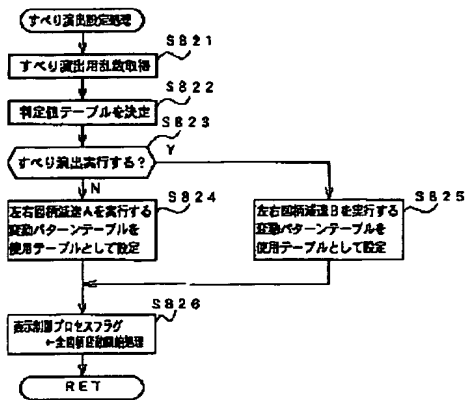 すべり演出設定処理
S821
すべり演出用乱数取得
S822
判定値テーブルを決定
S823
すべり演出実行する？
Y
N
S824
左右図柄減速Aを実行する
変動パターンテーブルを
使用テーブルとして設定
S825
左右図柄減速Bを実行する
変動パターンテーブルを
使用テーブルとして設定
S826
表示制御プロセスフラグ
←全図柄変動開始処理
RET